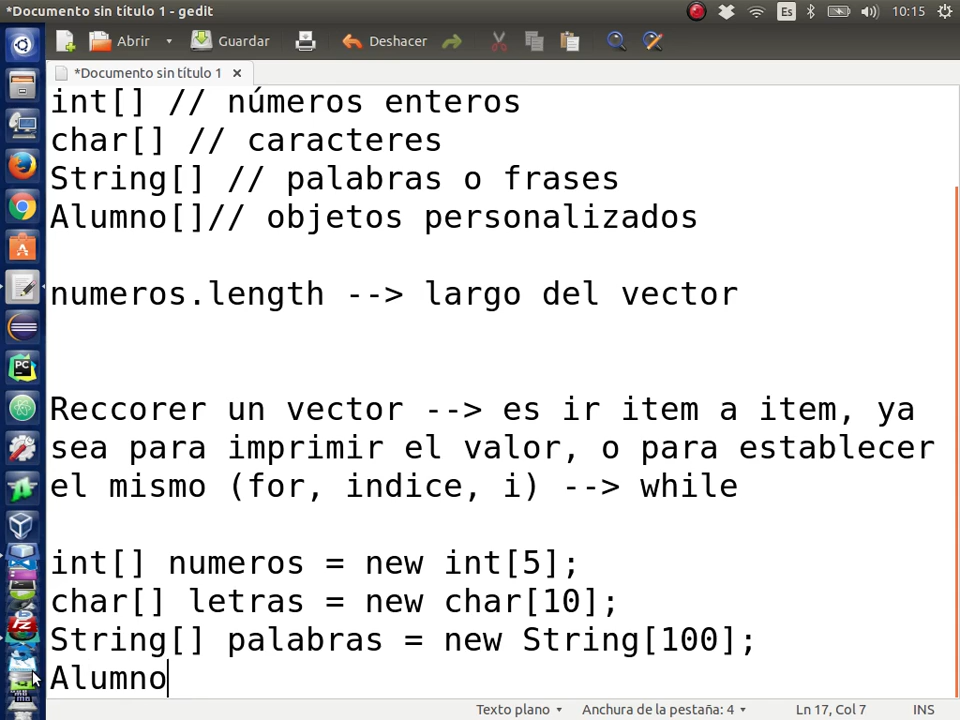 *Documento sin título 1 - gedit
Es
10:15
Abrir
Guardar
Deshacer
*Documento sin título 1
int[] // números enteros
char[] // caracteres
String[] // palabras o frases
Alumno[]// objetos personalizados
numeros.length --> largo del vector
Reccorer un vector --> es ir item a item, ya
sea para imprimir el valor, o para establecer
el mismo (for, indice, i) --> while
int[] numeros = new int[5];
char[] letras = new char[10];
String[] palabras = new String[100];
Alumno
Texto plano
Anchura de la pestaña: 4
Ln 17, Col 7
INS
PC